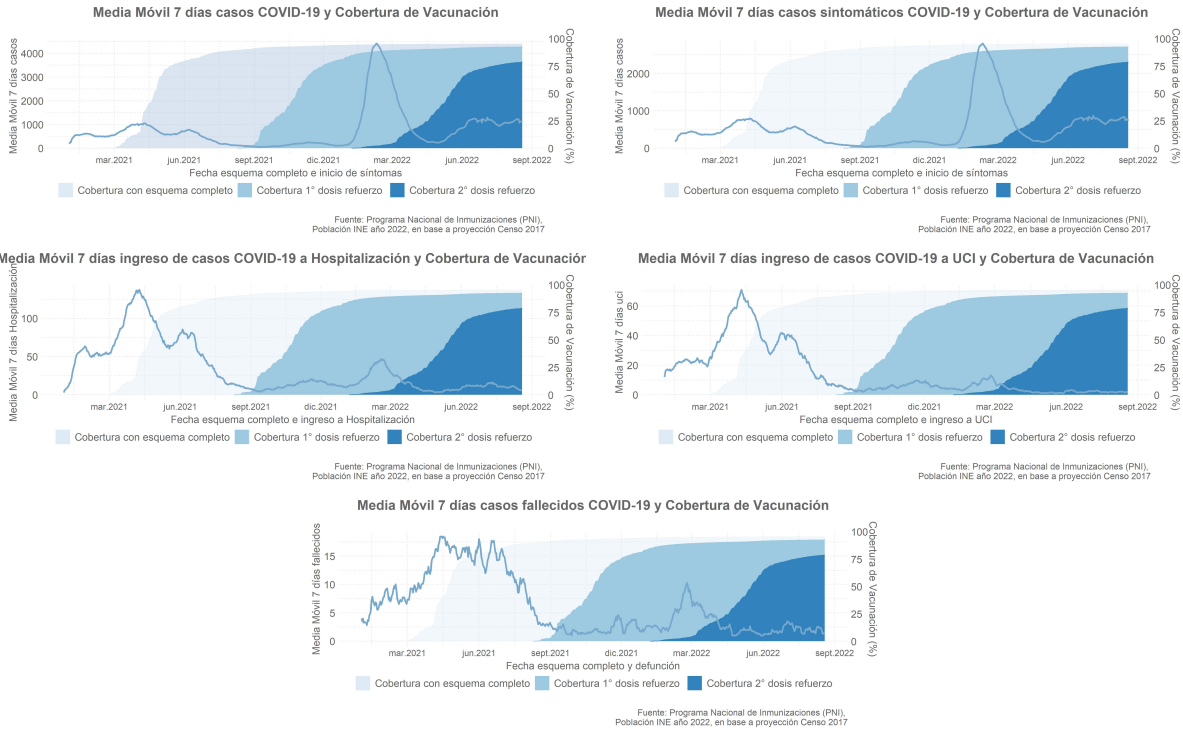 Media Móvil 7 días casos COVID-19 y Cobertura de Vacunación
Media Móvil 7 días casos
4000
3000
2000
1000
0
100
75
50
25
0
Cobertura de Vacunación (%)
mar.2021 jun.2021 sept.2021 dic.2021 mar.2022 jun.2022 sept.2022
Fecha esquema completo e inicio de síntomas
Cobertura con esquema completo Cobertura 1° dosis refuerzo Cobertura 2° dosis refuerzo
Fuente: Programa Nacional de Inmunizaciones (PNI),
Población INE año 2022, en base a proyección Censo 2017
Media Móvil 7 días casos sintomáticos COVID-19 y Cobertura de Vacunación
Media Móvil 7 días casos
2000
1000
0
100
75
50
25
0
Cobertura de Vacunación (%)
mar.2021 jun.2021 sept.2021 dic.2021 mar.2022 jun.2022 sept.2022
Fecha esquema completo e inicio de síntomas
Cobertura con esquema completo Cobertura 1° dosis refuerzo Cobertura 2° dosis refuerzo
Fuente: Programa Nacional de Inmunizaciones (PNI),
Población INE año 2022, en base a proyección Censo 2017
Media Móvil 7 días ingreso de casos COVID-19 a Hospitalización y Cobertura de Vacunación
Media Móvil 7 días Hospitalización
100
50
0
100
75
50
25
0
Cobertura de Vacunación (%)
mar.2021 jun.2021 sept.2021 dic.2021 mar.2022 jun.2022 sept.2022
Fecha esquema completo e ingreso a Hospitalización
Cobertura con esquema completo Cobertura 1° dosis refuerzo Cobertura 2° dosis refuerzo
Fuente: Programa Nacional de Inmunizaciones (PNI),
Población INE año 2022, en base a proyección Censo 2017
Media Móvil 7 días ingreso de casos COVID-19 a UCI y Cobertura de Vacunación
Media Móvil 7 días uci
60
40
20
0
100
75
50
25
0
Cobertura de Vacunación (%)
mar.2021 jun.2021 sept.2021 dic.2021 mar.2022 jun.2022 sept.2022
Fecha esquema completo e ingreso a UCI
Cobertura con esquema completo Cobertura 1° dosis refuerzo Cobertura 2° dosis refuerzo
Fuente: Programa Nacional de Inmunizaciones (PNI),
Población INE año 2022, en base a proyección Censo 2017
Media Móvil 7 días casos fallecidos COVID-19 y Cobertura de Vacunación
Media Móvil 7 días fallecidos
15
10
5
0
100
75
50
25
0
Cobertura de Vacunación (%)
mar.2021 jun.2021 sept.2021 dic.2021 mar.2022 jun.2022 sept.2022
Fecha esquema completo y defunción
Cobertura con esquema completo Cobertura 1° dosis refuerzo Cobertura 2° dosis refuerzo
Fuente: Programa Nacional de Inmunizaciones (PNI),
Población INE año 2022, en base a proyección Censo 2017